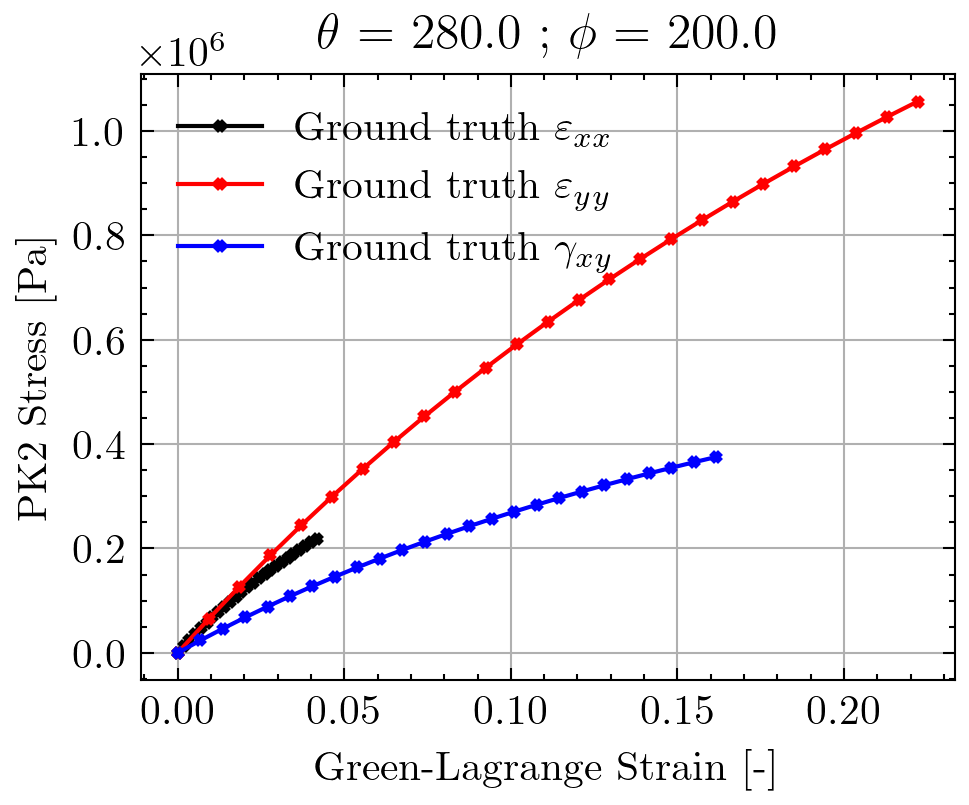 θ = 280.0 ; ϕ = 200.0
×10⁶
Ground truth εₓₓ
Ground truth ε_yy
Ground truth γ_xy
1.0
0.8
0.6
0.4
0.2
0.0
PK2 Stress [Pa]
0.00 0.05 0.10 0.15 0.20
Green-Lagrange Strain [-]